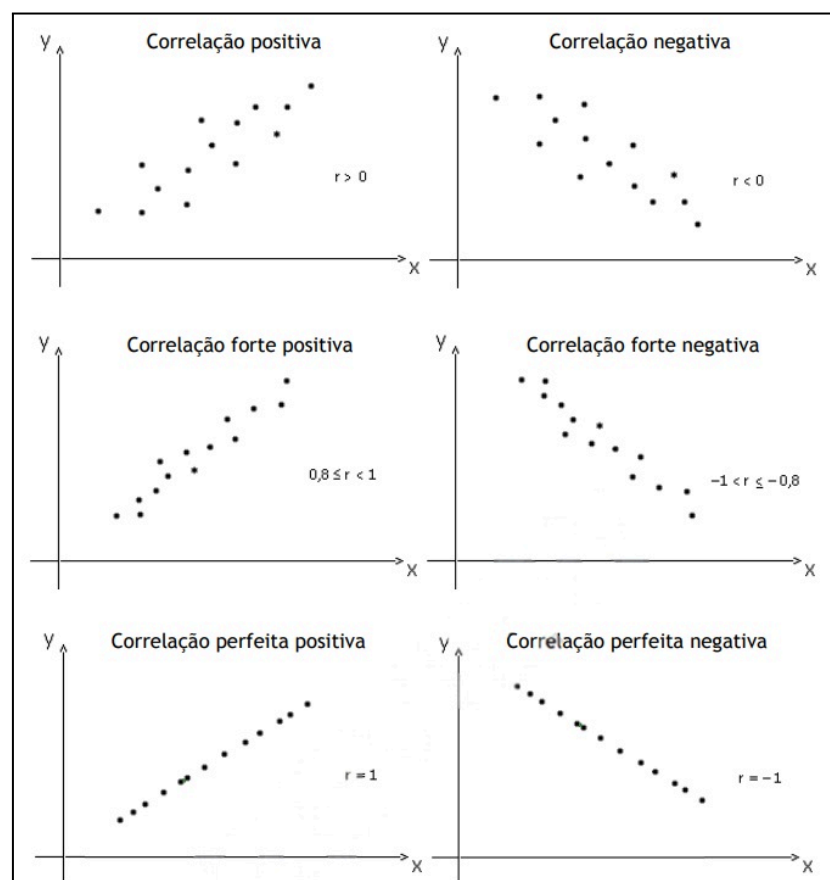 Y Correlação positiva
r > 0
X
Y Correlação negativa
r < 0
X
Y Correlação forte positiva
0,8 ≤ r < 1
X
Y Correlação forte negativa
−1 < r ≤ −0,8
X
Y Correlação perfeita positiva
r = 1
X
Y Correlação perfeita negativa
r = −1
X